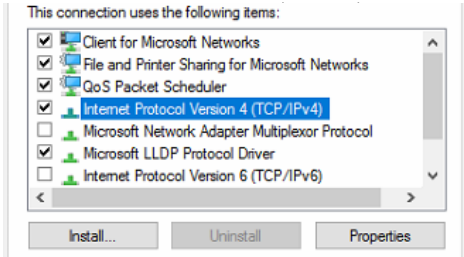 This connection uses the following items:
Client for Microsoft Networks
File and Printer Sharing for Microsoft Networks
QoS Packet Scheduler
Internet Protocol Version 4 (TCP/IPv4)
Microsoft Network Adapter Multiplexor Protocol
Microsoft LLDP Protocol Driver
Internet Protocol Version 6 (TCP/IPv6)
Install... Uninstall Properties